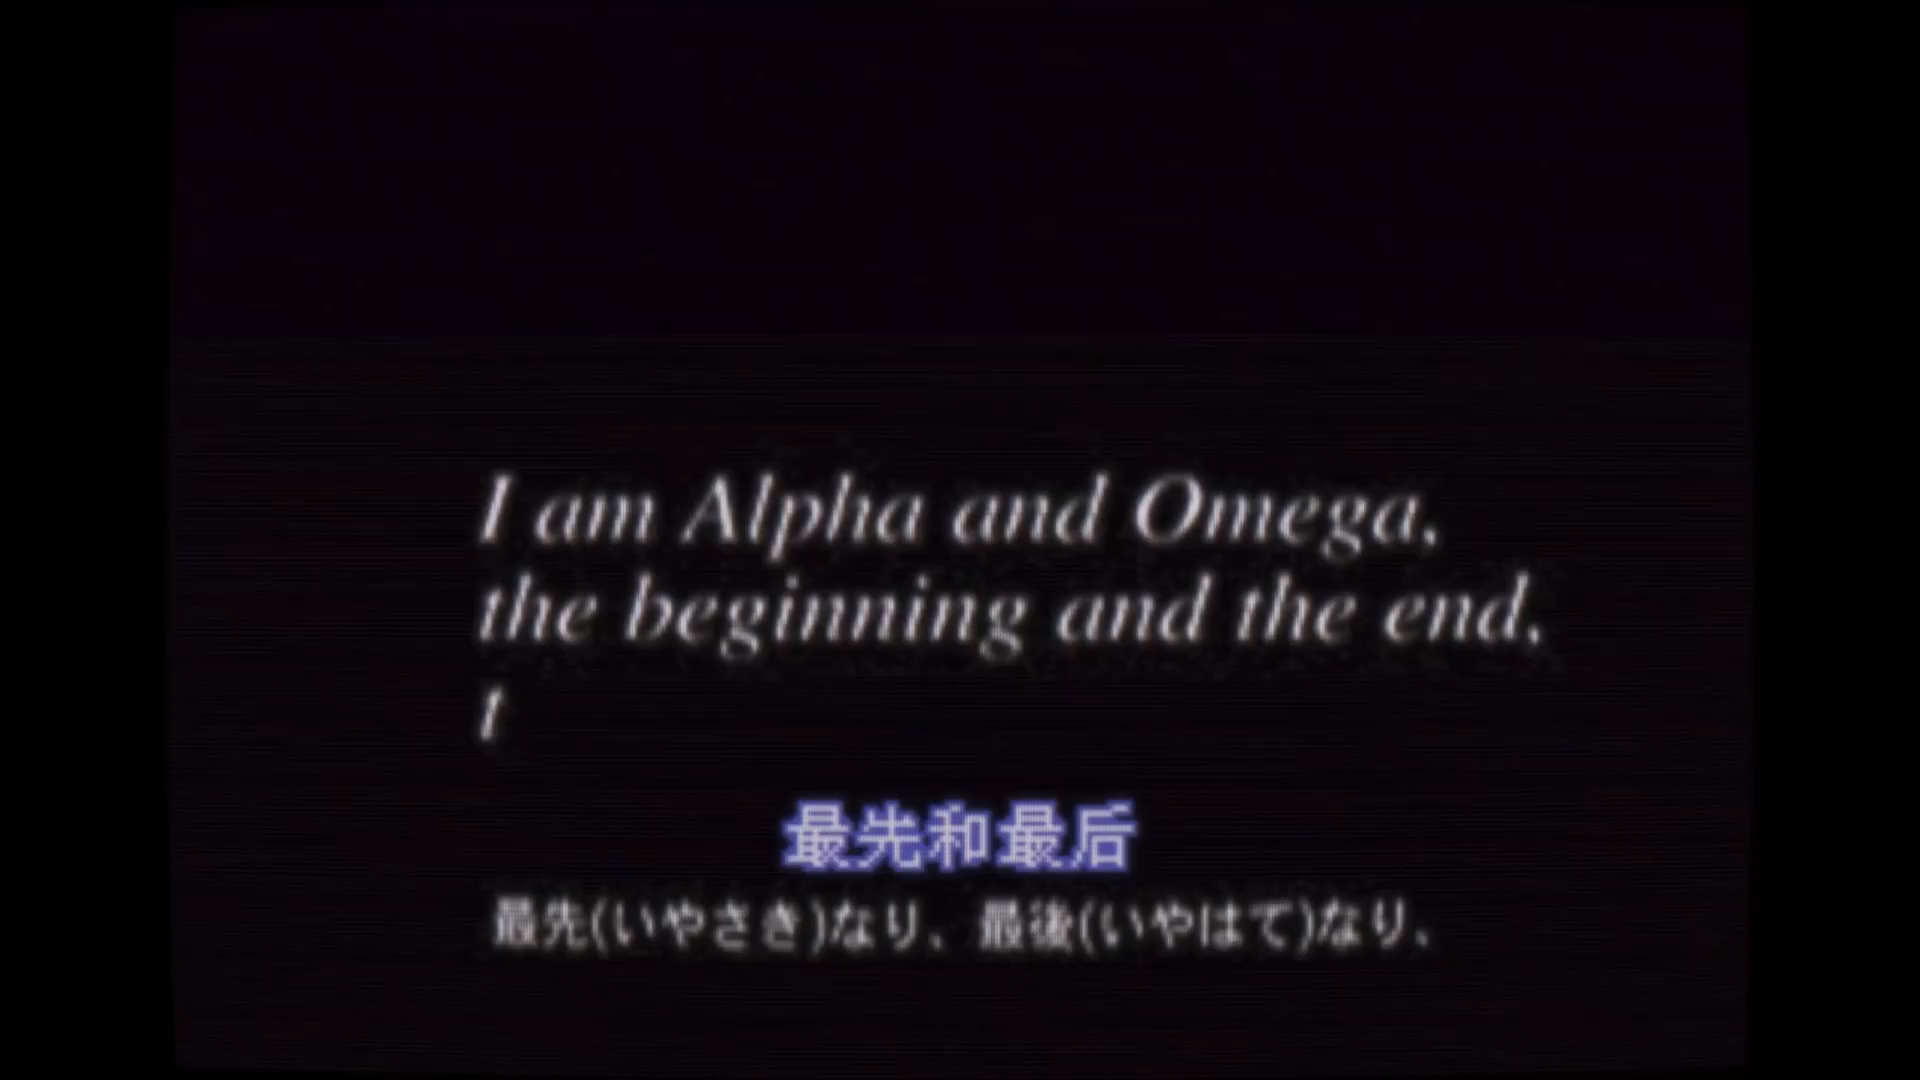 I am Alpha and Omega,
the beginning and the end,
t
最先和最后
最先(いやさき)なり、最後(いやはて)なり、